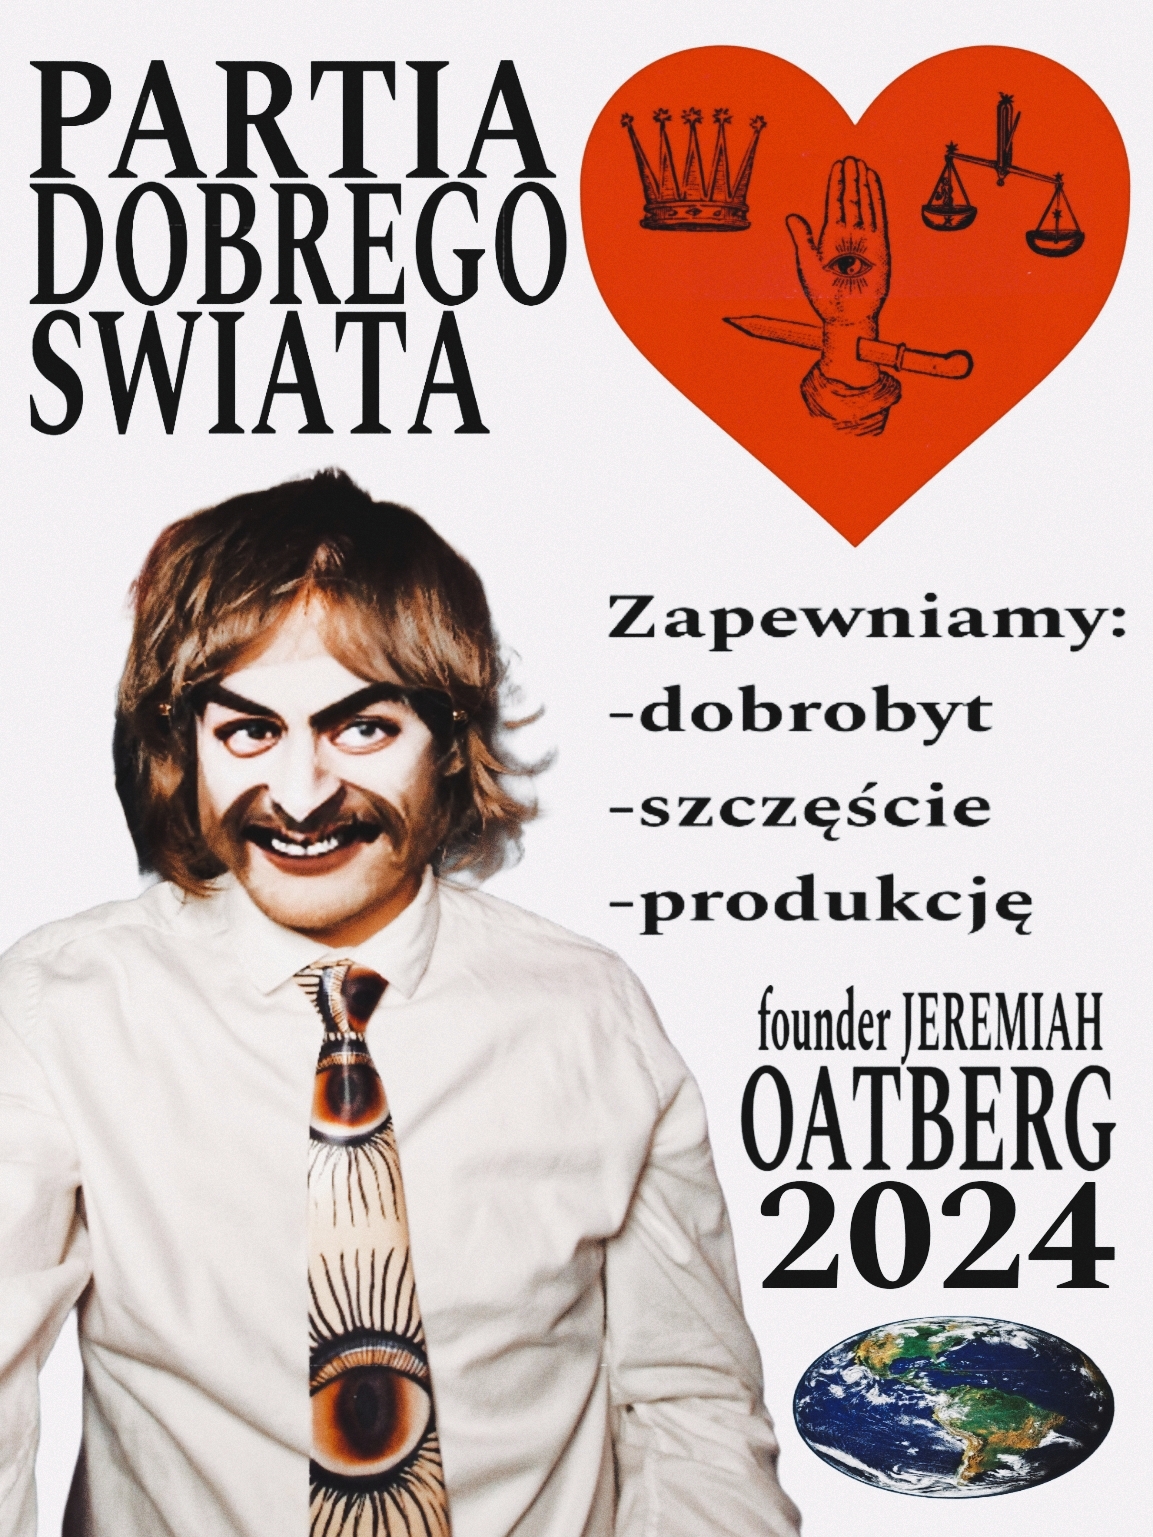 PARTIA
DOBREGO
SWIATA
Zapewniamy:
-dobrobyt
-szczęście
-produkcję
founder JEREMIAH
OATBERG
2024